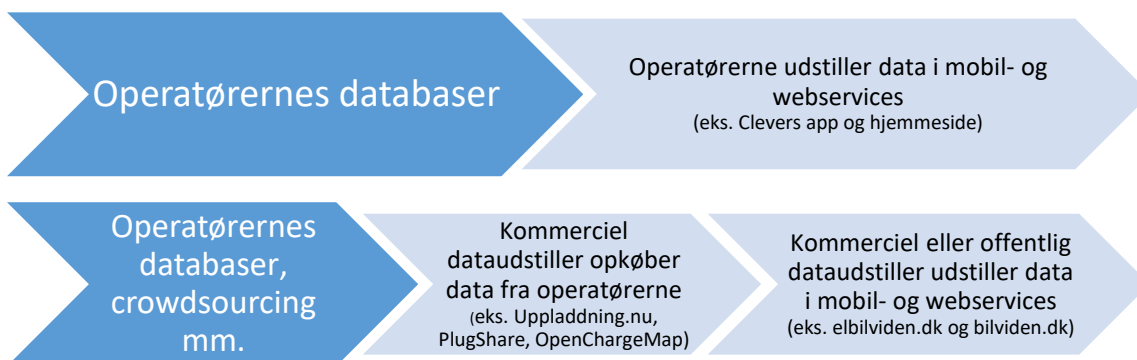 Operatørernes databaser
Operatørerne udstiller data i mobil- og
webservices
(eks. Clevers app og hjemmeside)
Operatørernes
databaser,
crowdsourcing
mm.
Kommerciel
dataudstiller opkøber
data fra operatørerne
(eks. Uppladdning.nu,
PlugShare, OpenChargeMap)
Kommerciel eller offentlig
dataudstiller udstiller data
i mobil- og webservices
(eks. elbilviden.dk og bilviden.dk)